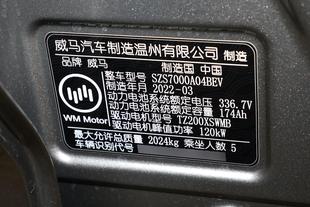 威马汽车制造温州有限公司 制造
品牌 威马 制造国 中国
整车型号 SZS7000A04BEV
制造年月 2022-03
动力电池系统额定电压 336.7V
动力电池系统额定容量 174Ah
驱动电机型号 TZ200XSWMB
驱动电机峰值功率 120kW
WM Motor
最大允许总质量 2024kg 乘坐人数 5
车辆识别代号